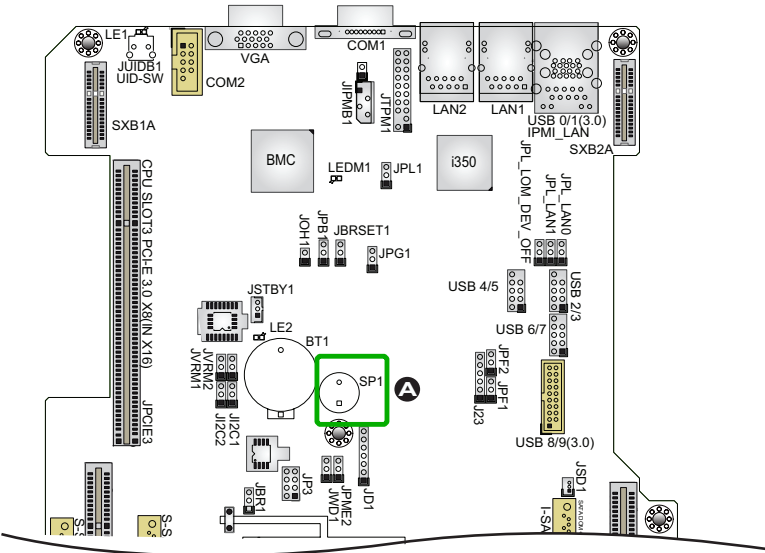 LE1
JUIDB1
UID-SW
COM2
VGA
COM1
JIPMB1
JTPM1
LAN2
LAN1
USB 0/1(3.0)
IPMI_LAN
SXB1A
SXB2A
BMC
LEDM1
JPL1
i350
JPL_LOM_DEV_OFF
JPL_LAN1
JPL_LAN0
CPU SLOT3 PCI-E 3.0 X8(IN X16)
JOH1
JPB1
JBRSET1
JPG1
JSTBY1
USB 4/5
USB 2/3
USB 6/7
LE2
BT1
SP1
A
JVRM1
JVRM2
JPF2
JPF1
J23
JI2C2
JI2C1
JPCIE3
USB 8/9(3.0)
JBR1
JP3
JWD1
JPME2
JD1
JSD1
I-SA
SATADOM
S-S
S-S